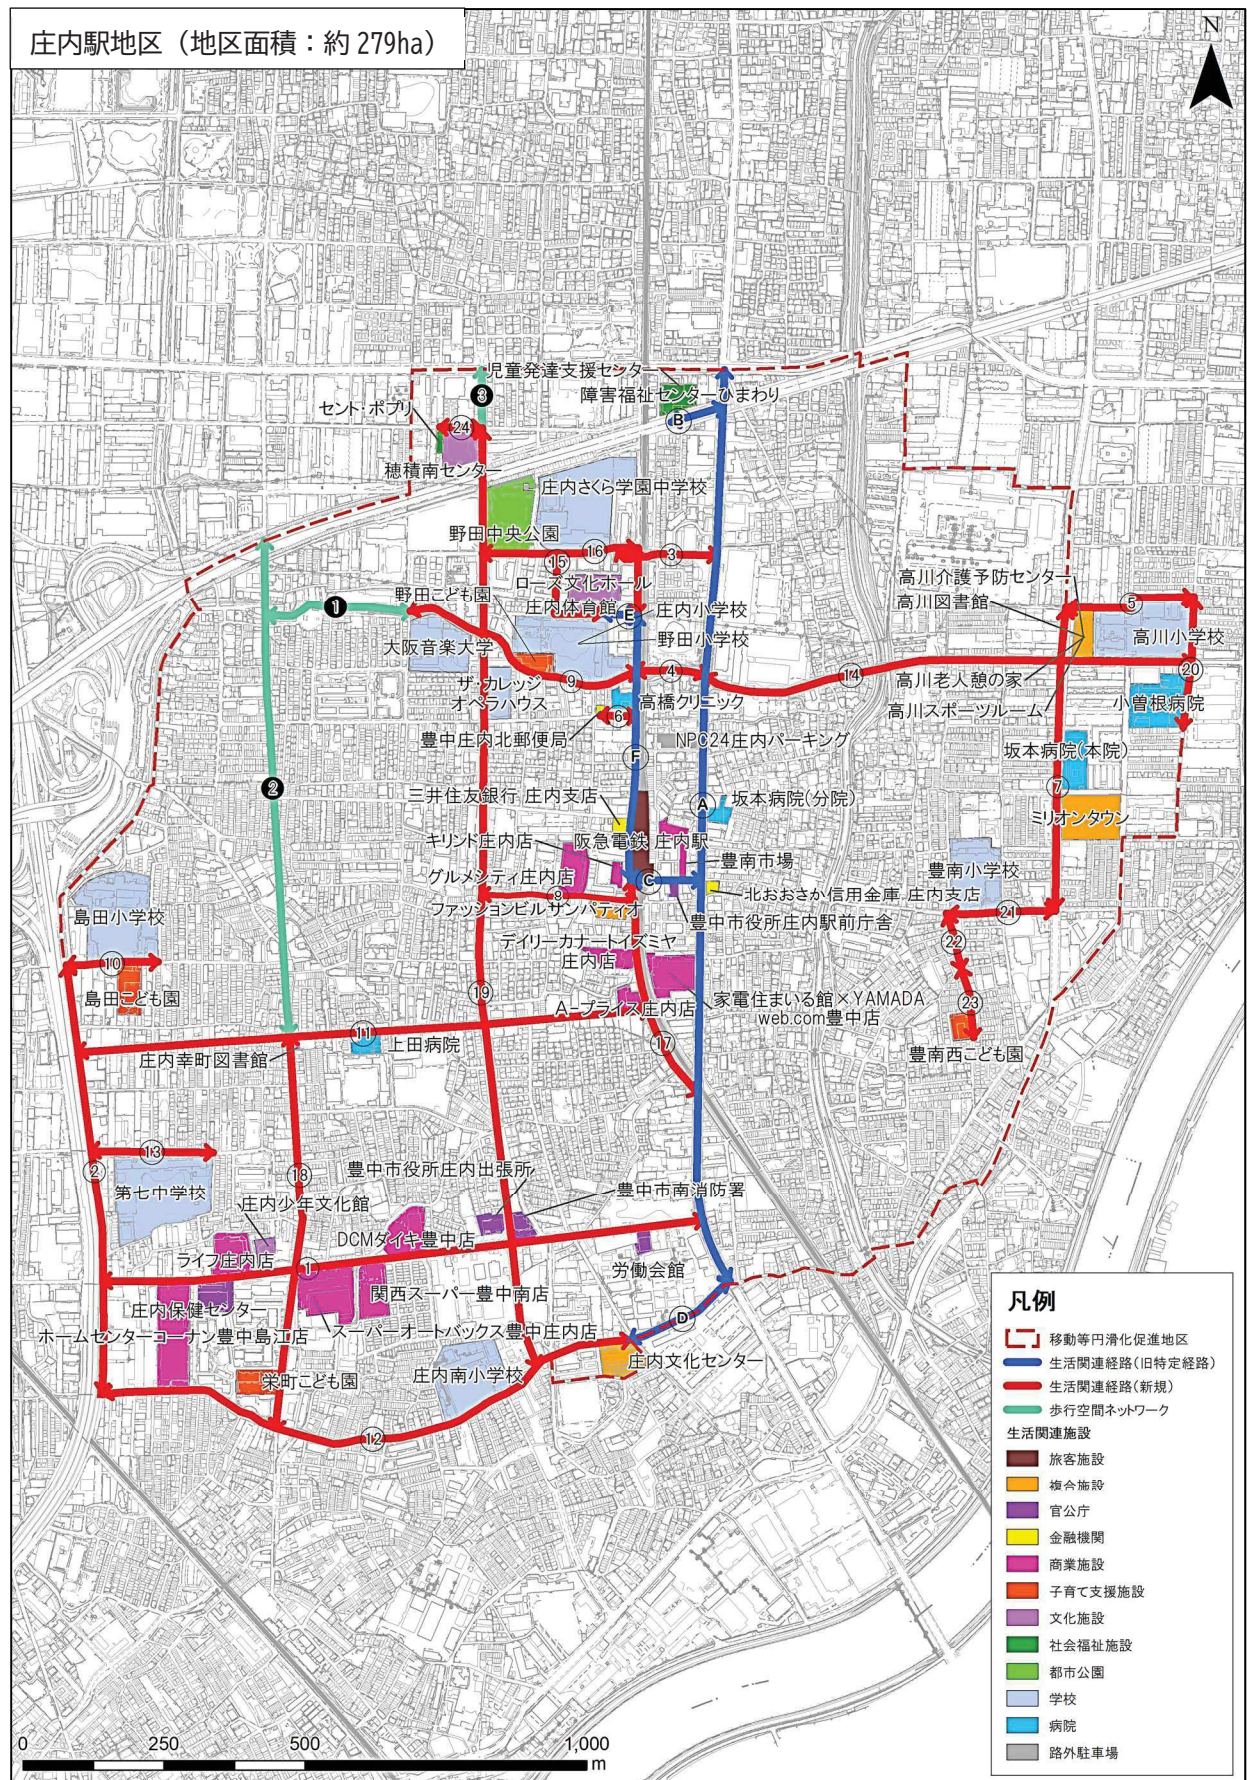 庄内駅地区（地区面積：約 279ha）
N
児童発達支援センター
障害福祉センターひまわり
❸
セント・ポプリ
24
B
穂積南センター
庄内さくら学園中学校
野田中央公園
16
3
15
ローズ文化ホール
高川介護予防センター
野田こども園
高川図書館
5
❶
庄内体育館
E
庄内小学校
高川小学校
大阪音楽大学
野田小学校
4
14
20
ザ・カレッジ
オペラハウス
9
高川老人憩の家
高橋クリニック
小曽根病院
6
高川スポーツルーム
豊中庄内北郵便局
NPC24庄内パーキング
坂本病院(本院)
F
❷
7
三井住友銀行 庄内支店
A
坂本病院(分院)
ミリオンタウン
キリンド庄内店
阪急電鉄 庄内駅
豊南市場
グルメシティ庄内店
豊南小学校
C
8
北おおさか信用金庫 庄内支店
ファッションビルサンパティオ
島田小学校
豊中市役所庄内駅前庁舎
21
デイリーカナートイズミヤ
庄内店
22
10
島田こども園
19
家電住まいる館×YAMADA
web.com豊中店
A-プライス庄内店
23
11
上田病院
17
庄内幸町図書館
豊南西こども園
13
2
18
豊中市役所庄内出張所
第七中学校
庄内少年文化館
豊中市南消防署
DCMダイキ豊中店
ライフ庄内店
1
労働会館
庄内保健センター
関西スーパー豊中南店
D
ホームセンターコーナン豊中島江店
スーパーオートバックス豊中庄内店
庄内文化センター
栄町こども園
庄内南小学校
12
凡例
移動等円滑化促進地区
生活関連経路(旧特定経路)
生活関連経路(新規)
歩行空間ネットワーク
生活関連施設
旅客施設
複合施設
官公庁
金融機関
商業施設
子育て支援施設
文化施設
社会福祉施設
都市公園
学校
病院
路外駐車場
0 250 500 1,000
m